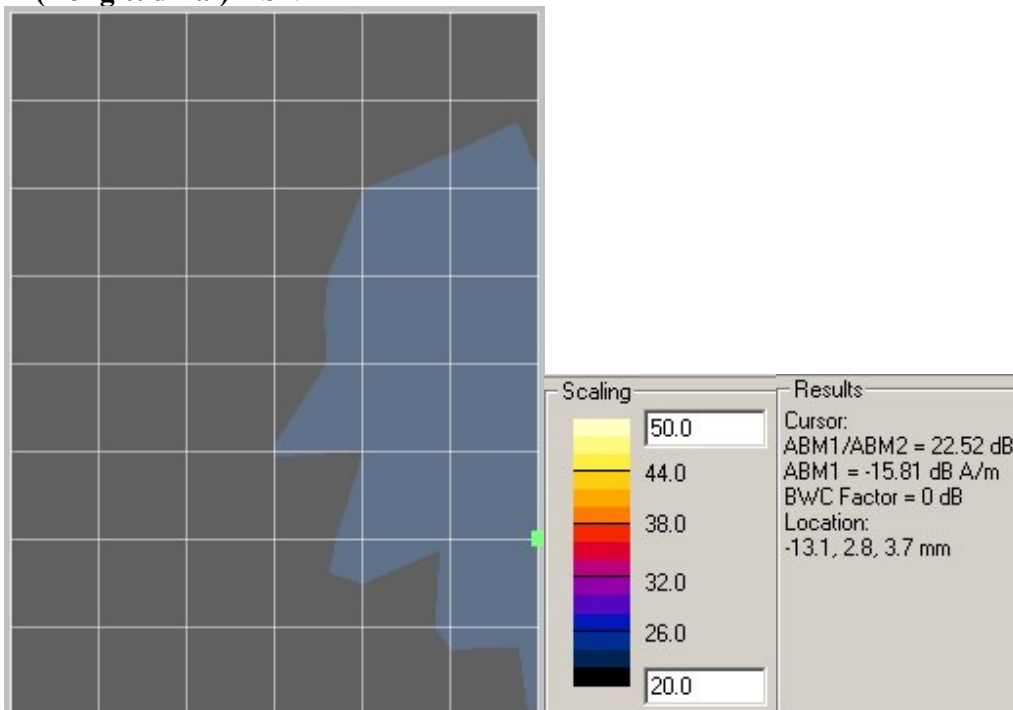 Scaling
50.0
44.0
38.0
32.0
26.0
20.0
Results
Cursor:
ABM1/ABM2 = 22.52 dB
ABM1 = -15.81 dB A/m
BWC Factor = 0 dB
Location:
-13.1, 2.8, 3.7 mm